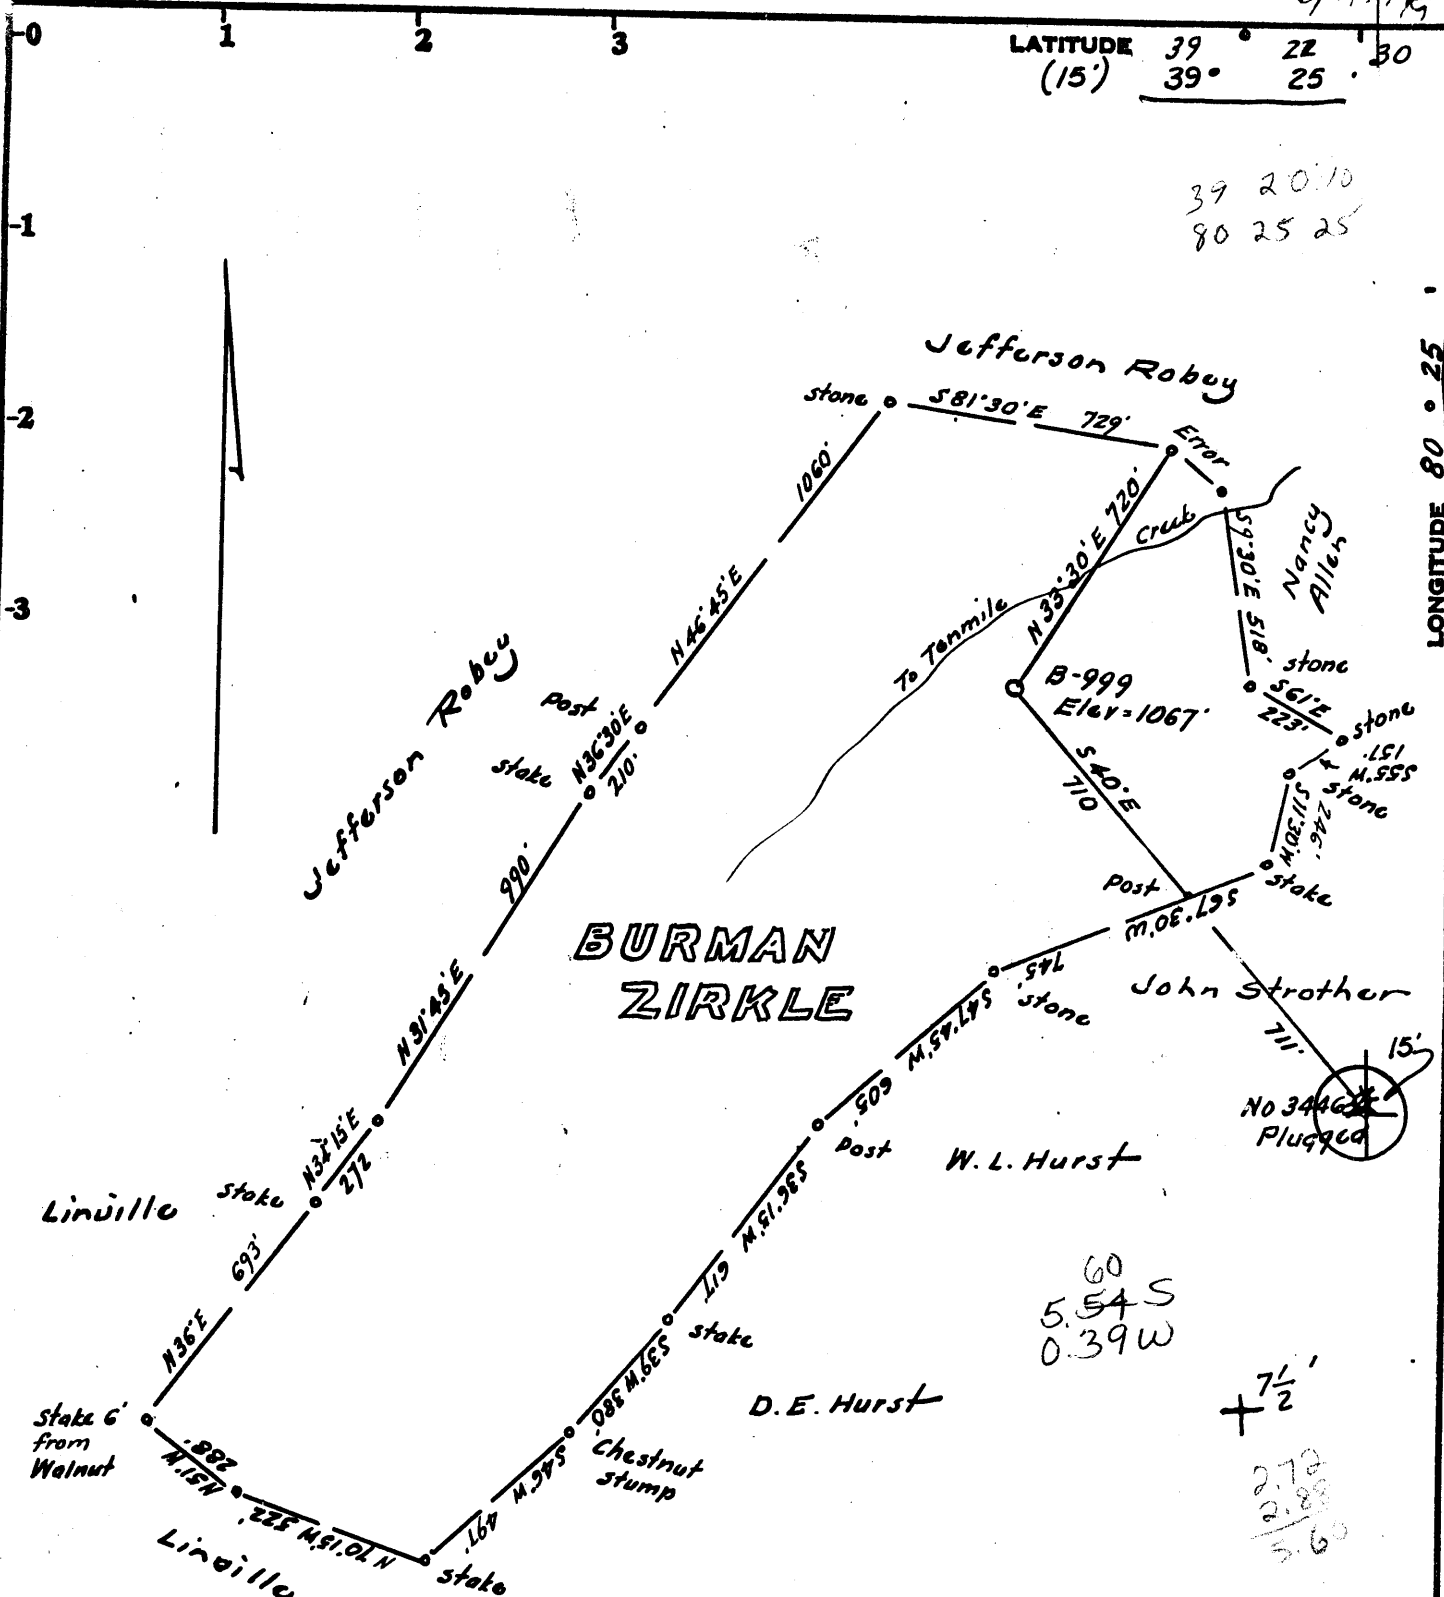 -0
1
2
3
LATITUDE 39 ° 22 ' 30
(15') 39° 25 '
39 20.10
80 25 25
-1
-2
-3
LONGITUDE 80 ° 25 '
Jefferson Robey
stone
S81°30'E 729'
Error
1060'
N46°45'E
N33°30'E 720'
To Tenmile Creek
S9°30'E 518'
Nancy
Allen
stone
S61°E
223'
stone
157'
S55°W
stone
S11°30'W
246'
stake
B-999
Elev=1067'
S40°E
710
Jefferson Robey
Post
N36°30'E
210'
stake
990'
N31°45'E
BURMAN
ZIRKLE
Post
S67°30'W
745'
stone
John Strother
711'
15'
Plugged
S47°45'W
605'
Post
W.L. Hurst
S36°15'W
617'
stake
S39°W 380'
D.E. Hurst
Chestnut
stump
S46°W
497'
stake
Linville
stake
N34°15'E
272
693'
N36°E
Stake 6'
from
Walnut
288'
N51°W
N70°15'W 522'
Linville
60
5.54 S
0.39W
7½'
2.72
2.88
5.60